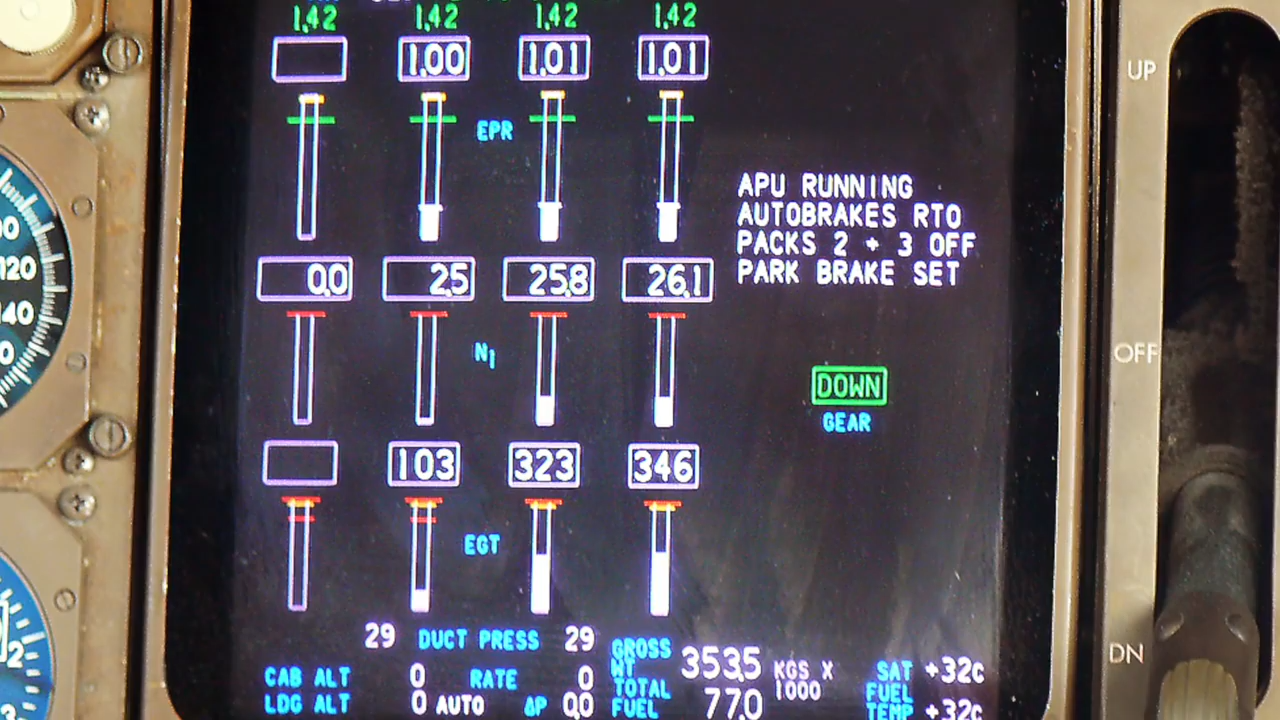 1.42 1.42 1.42 1.42
1.00 1.01 1.01
EPR
APU RUNNING
AUTOBRAKES RTO
PACKS 2 + 3 OFF
PARK BRAKE SET
0.0 2.5 25.8 26.1
N1
DOWN
GEAR
103 323 346
EGT
29 DUCT PRESS 29
CAB ALT 0 RATE 0
LDG ALT 0 AUTO ΔP 0.0
GROSS WT 353.5 KGS X 1000
TOTAL FUEL 77.0
SAT +32c
FUEL TEMP +32c
UP
OFF
DN
120
140
2